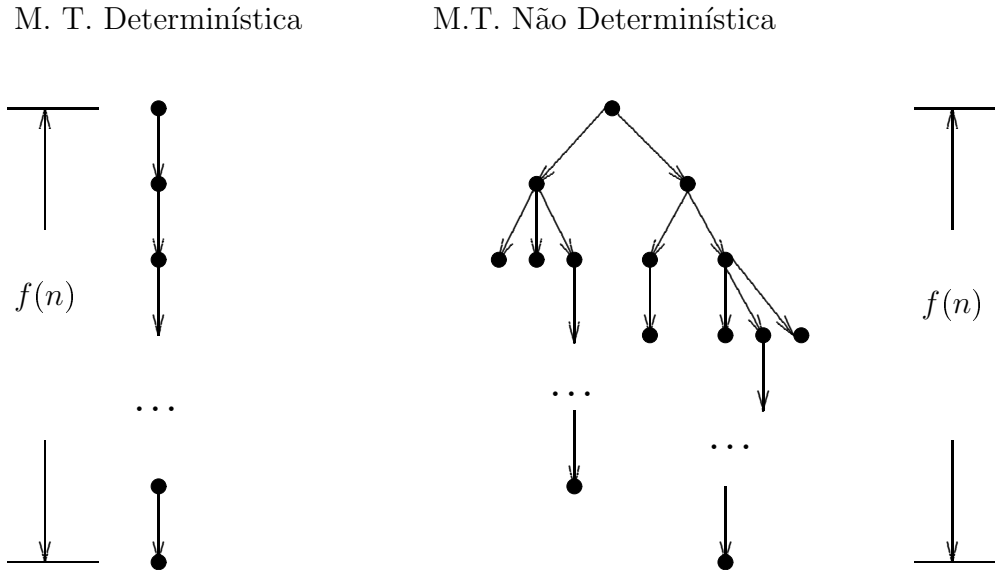 M. T. Determinística
M.T. Não Determinística
f(n)
f(n)
...
...
...